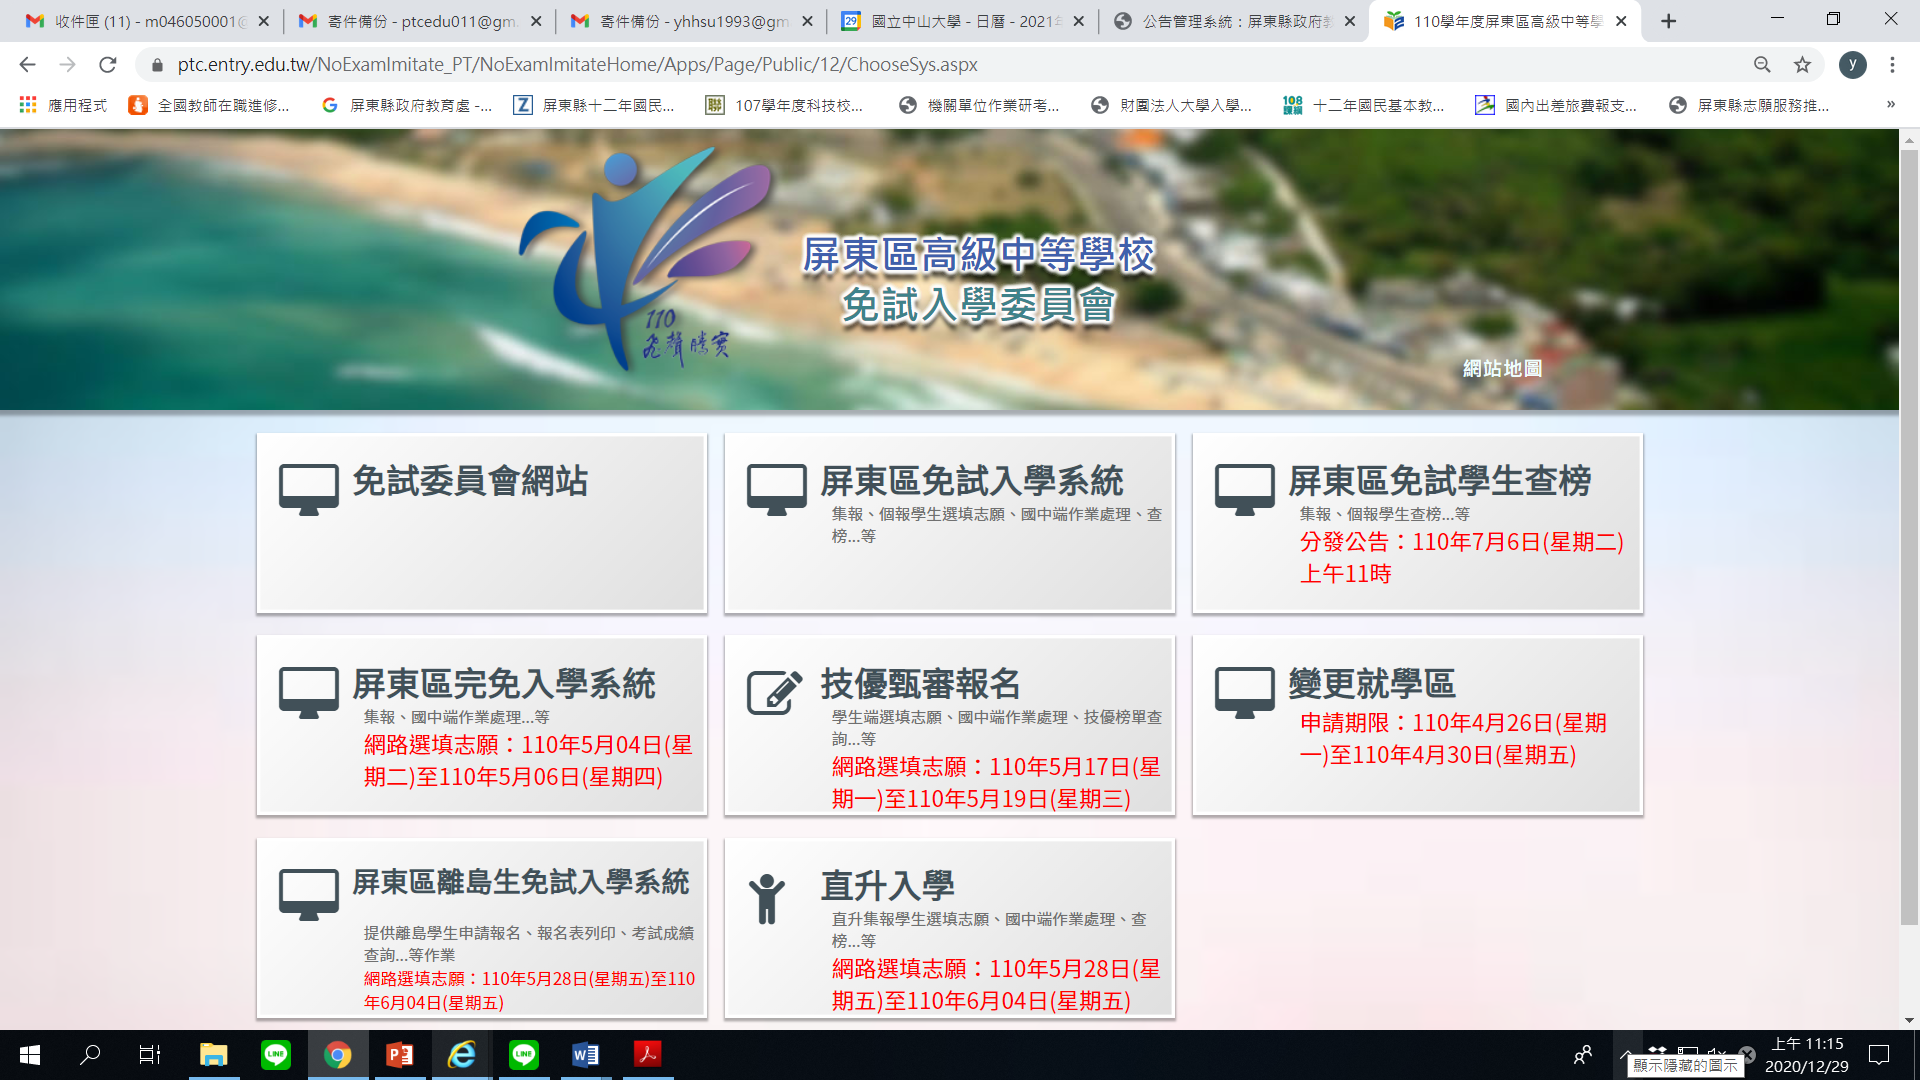 收件匣 (11) - m046050001@
寄件備份 - ptcedu011@gm
寄件備份 - yhhsu1993@gm
國立中山大學 - 日曆 - 2021年
公告管理系統：屏東縣政府教
110學年度屏東區高級中等學
ptc.entry.edu.tw/NoExamImitate_PT/NoExamImitateHome/Apps/Page/Public/12/ChooseSys.aspx
y
應用程式
全國教師在職進修...
屏東縣政府教育處 -...
屏東縣十二年國民...
107學年度科技校...
機關單位作業研考...
財團法人大學入學...
十二年國民基本教...
國內出差旅費報支...
屏東縣志願服務推...
»
屏東區高級中等學校
免試入學委員會
110
網站地圖
免試委員會網站
屏東區免試入學系統
集報、個報學生選填志願、國中端作業處理、查
榜...等
屏東區免試學生查榜
集報、個報學生查榜...等
分發公告：110年7月6日(星期二)
上午11時
屏東區完免入學系統
集報、國中端作業處理...等
網路選填志願：110年5月04日(星
期二)至110年5月06日(星期四)
技優甄審報名
學生端選填志願、國中端作業處理、技優榜單查
詢...等
網路選填志願：110年5月17日(星
期一)至110年5月19日(星期三)
變更就學區
申請期限：110年4月26日(星期
一)至110年4月30日(星期五)
屏東區離島生免試入學系統
提供離島學生申請報名、報名表列印、考試成績
查詢...等作業
網路選填志願：110年5月28日(星期五)至110
年6月04日(星期五)
直升入學
直升集報學生選填志願、國中端作業處理、查
榜...等
網路選填志願：110年5月28日(星
期五)至110年6月04日(星期五)
上午 11:15
2020/12/29
顯示隱藏的圖示